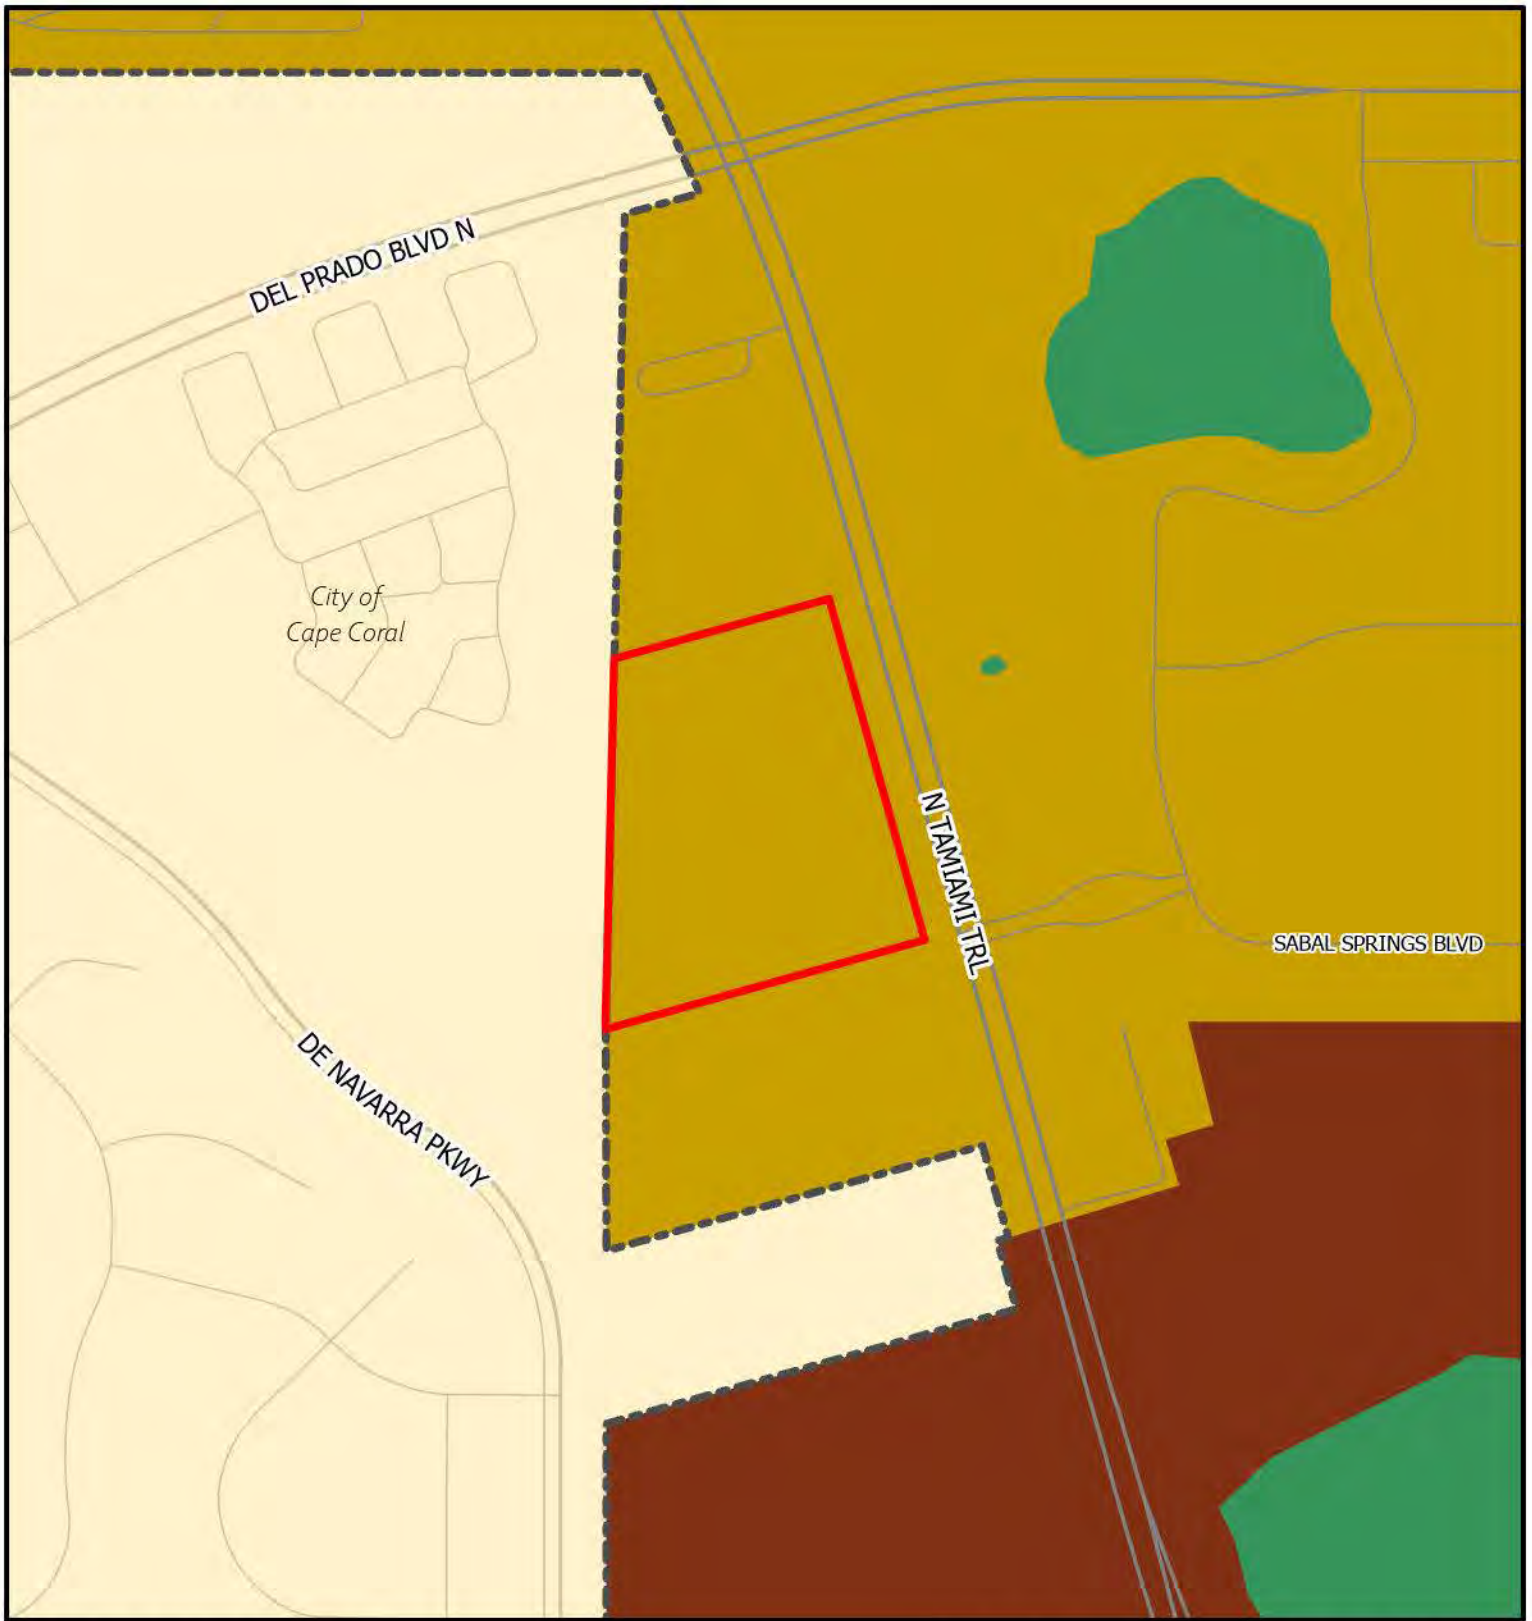 DEL PRADO BLVD N
City of
Cape Coral
N TAMIAMI TRL
SABAL SPRINGS BLVD
DE NAVARRA PKWY